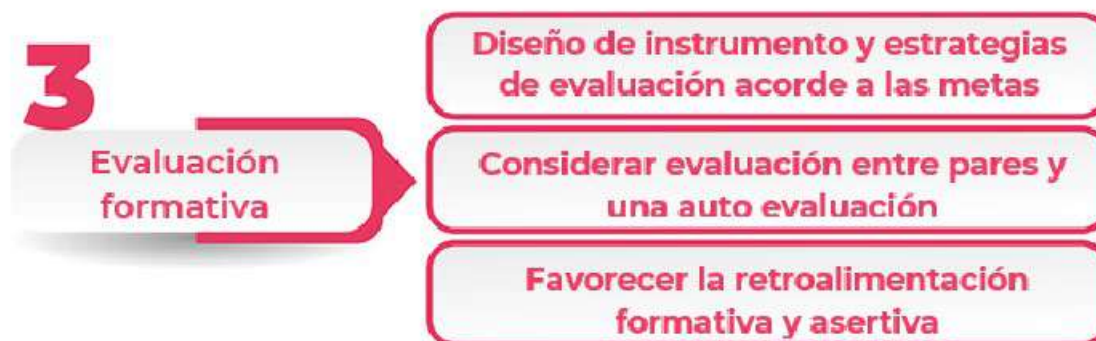 3
Evaluación
formativa
Diseño de instrumento y estrategias
de evaluación acorde a las metas
Considerar evaluación entre pares y
una auto evaluación
Favorecer la retroalimentación
formativa y asertiva